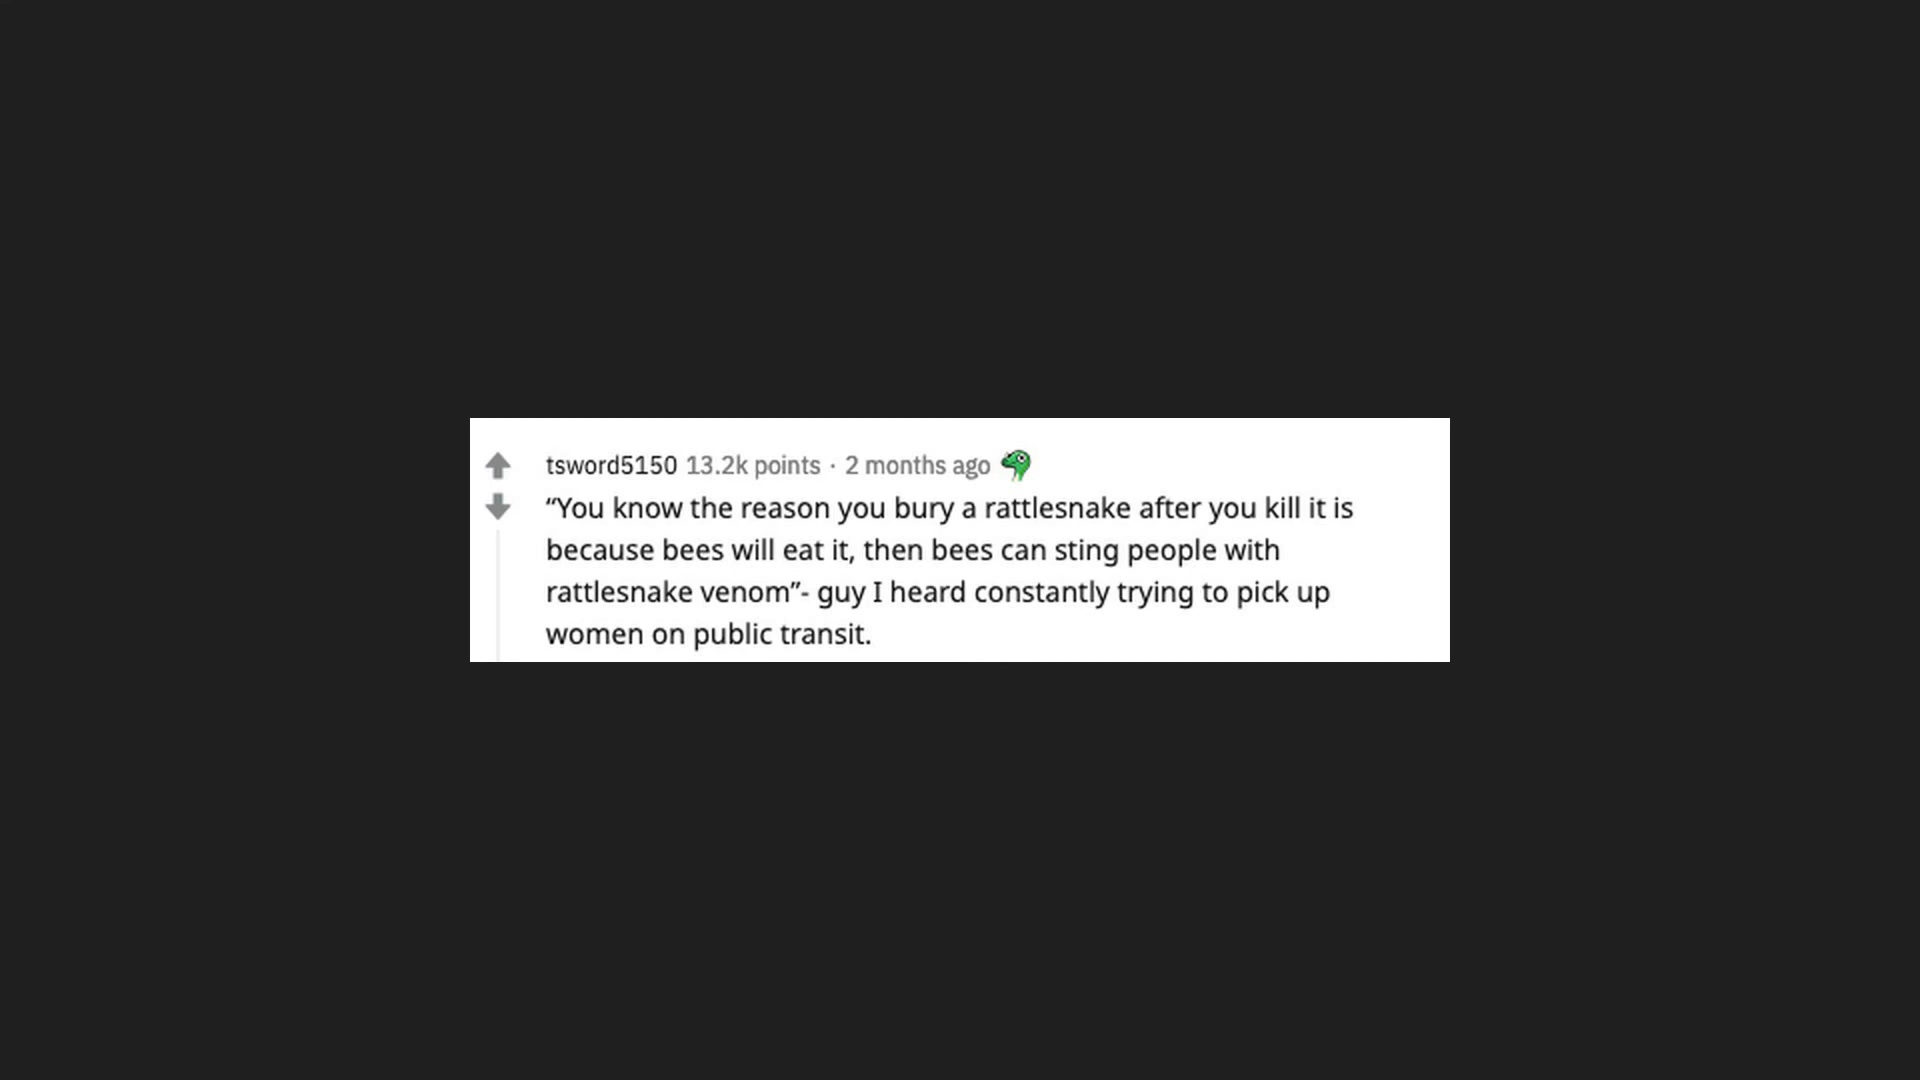 tsword5150 13.2k points · 2 months ago
“You know the reason you bury a rattlesnake after you kill it is
because bees will eat it, then bees can sting people with
rattlesnake venom”- guy I heard constantly trying to pick up
women on public transit.